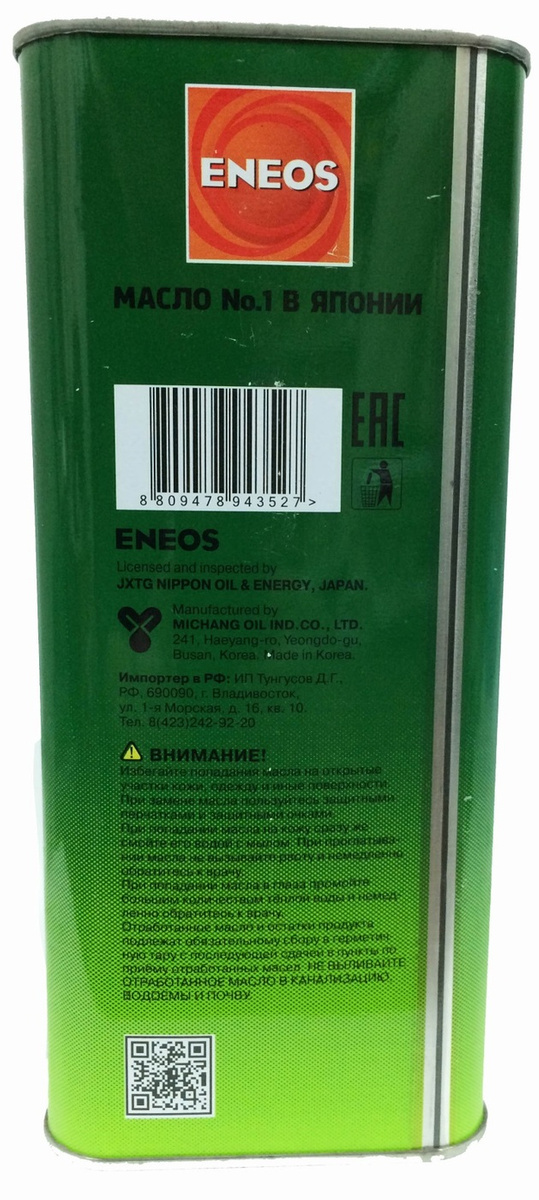 ENEOS
МАСЛО No.1 В ЯПОНИИ
EAC
8809478943527>
ENEOS
Licensed and inspected by
JXTG NIPPON OIL & ENERGY, JAPAN.
Manufactured by
MICHANG OIL IND.CO., LTD.
241, Haeyang-ro, Yeongdo-gu,
Busan, Korea. Made in Korea.
Импортер в РФ: ИП Тунгусов Д.Г.,
РФ. 690090, г. Владивосток,
ул. 1-я Морская, д. 16, кв. 10.
Тел. 8(423)242-92-20
ВНИМАНИЕ!
Избегайте попадания масла на открытые
участки кожи, одежду и иные поверхности.
При замене масла пользуйтесь защитными
перчатками и защитными очками.
При попадании масла на кожу сразу же
смойте его водой с мылом. При проглатыва-
нии масла не вызывайте рвоту и немедленно
обратитесь к врачу.
При попадании масла в глаза промойте
большим количеством тёплой воды и немед-
ленно обратитесь к врачу.
Отработанное масло и остатки продукта
подлежат обязательному сбору в герметич-
ную тару с последующей сдачей в пункты по
приёму отработанных масел. НЕ ВЫЛИВАЙТЕ
ОТРАБОТАННОЕ МАСЛО В КАНАЛИЗАЦИЮ,
ВОДОЕМЫ И ПОЧВУ.